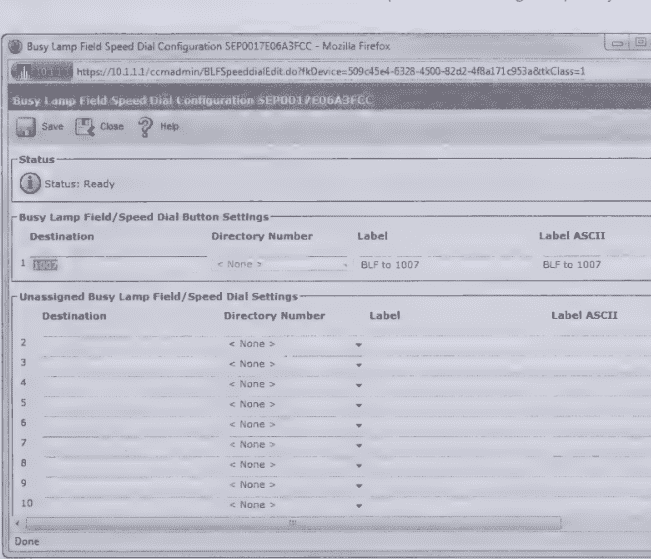 Busy Lamp Field Speed Dial Configuration SEP0017E06A3FCC - Mozilla Firefox
10.1.1.1 https://10.1.1.1/ccmadmin/BLFSpeeddialEdit.do?fkDevice=509c45e4-6328-4500-82d2-4f8a171c953a&tkClass=1
Busy Lamp Field Speed Dial Configuration SEP0017E06A3FCC
Save Close Help
Status
Status: Ready
Busy Lamp Field/Speed Dial Button Settings
Destination Directory Number Label Label ASCII
1 1007 < None > BLF to 1007 BLF to 1007
Unassigned Busy Lamp Field/Speed Dial Settings
Destination Directory Number Label Label ASCII
2 < None >
3 < None >
4 < None >
5 < None >
6 < None >
7 < None >
8 < None >
9 < None >
10 < None >
Done